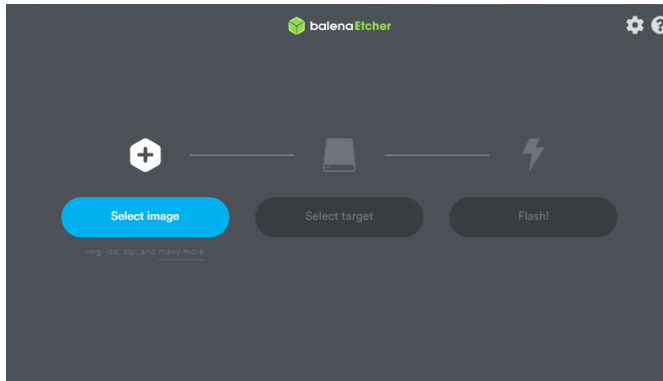 balenaEtcher
Select image
Select target
Flash!
img, iso, zip, and many more